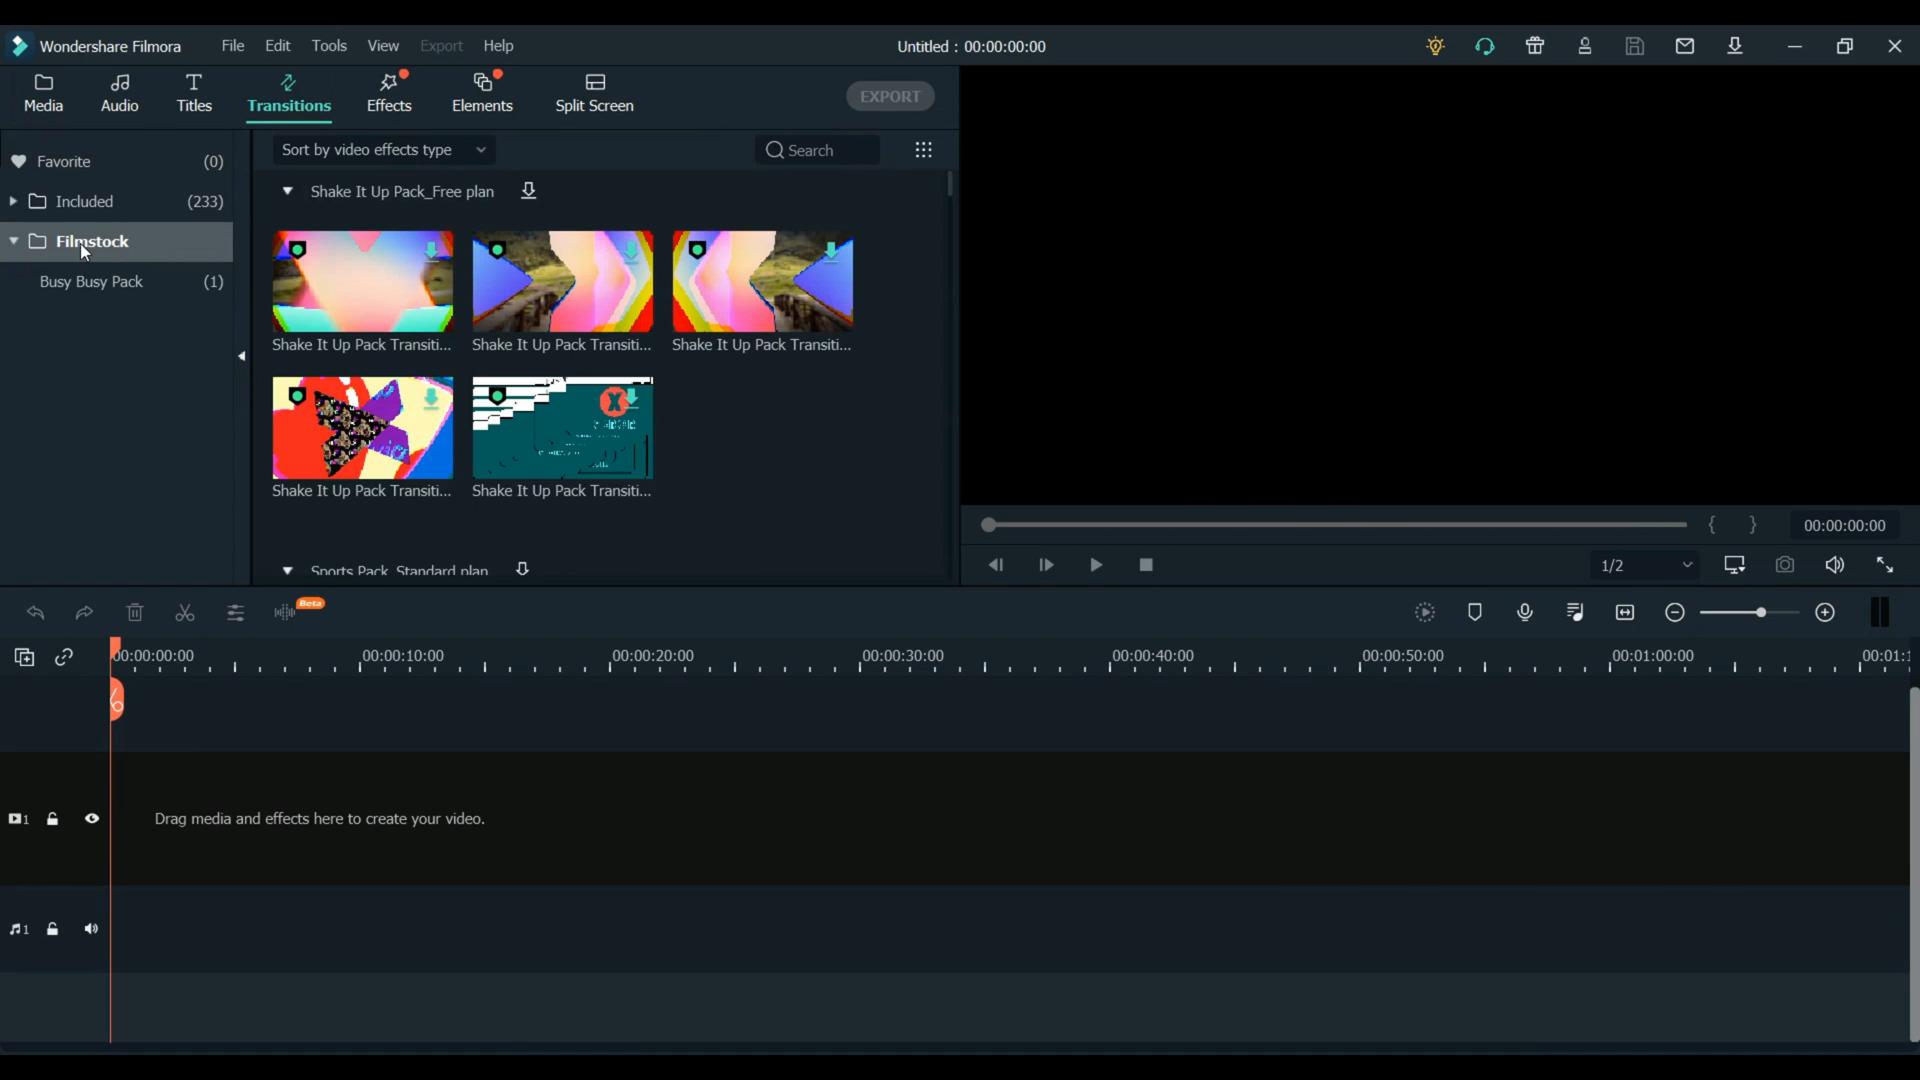 Wondershare Filmora File Edit Tools View Export Help Untitled : 00:00:00:00
Media Audio Titles Transitions Effects Elements Split Screen EXPORT
Favorite (0)
Included (233)
Filmstock
Busy Busy Pack (1)
Sort by video effects type Search
Shake It Up Pack_Free plan
Shake It Up Pack Transiti... Shake It Up Pack Transiti... Shake It Up Pack Transiti...
Shake It Up Pack Transiti... Shake It Up Pack Transiti...
Sports Pack_Standard plan
{ } 00:00:00:00
1/2
Beta
00:00:00:00 00:00:10:00 00:00:20:00 00:00:30:00 00:00:40:00 00:00:50:00 00:01:00:00 00:01:1
1 Drag media and effects here to create your video.
1